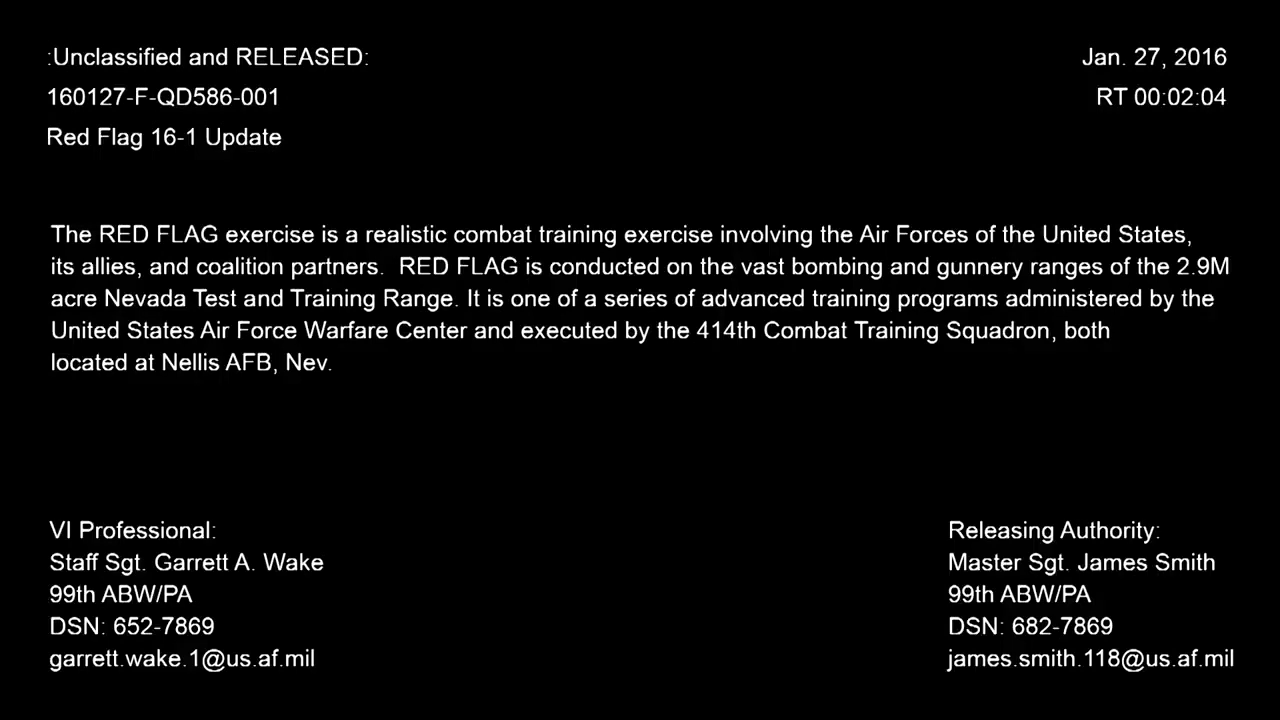 :Unclassified and RELEASED:
Jan. 27, 2016
160127-F-QD586-001
RT 00:02:04
Red Flag 16-1 Update
The RED FLAG exercise is a realistic combat training exercise involving the Air Forces of the United States,
its allies, and coalition partners.  RED FLAG is conducted on the vast bombing and gunnery ranges of the 2.9M
acre Nevada Test and Training Range. It is one of a series of advanced training programs administered by the
United States Air Force Warfare Center and executed by the 414th Combat Training Squadron, both
located at Nellis AFB, Nev.
VI Professional:
Staff Sgt. Garrett A. Wake
99th ABW/PA
DSN: 652-7869
garrett.wake.1@us.af.mil
Releasing Authority:
Master Sgt. James Smith
99th ABW/PA
DSN: 682-7869
james.smith.118@us.af.mil